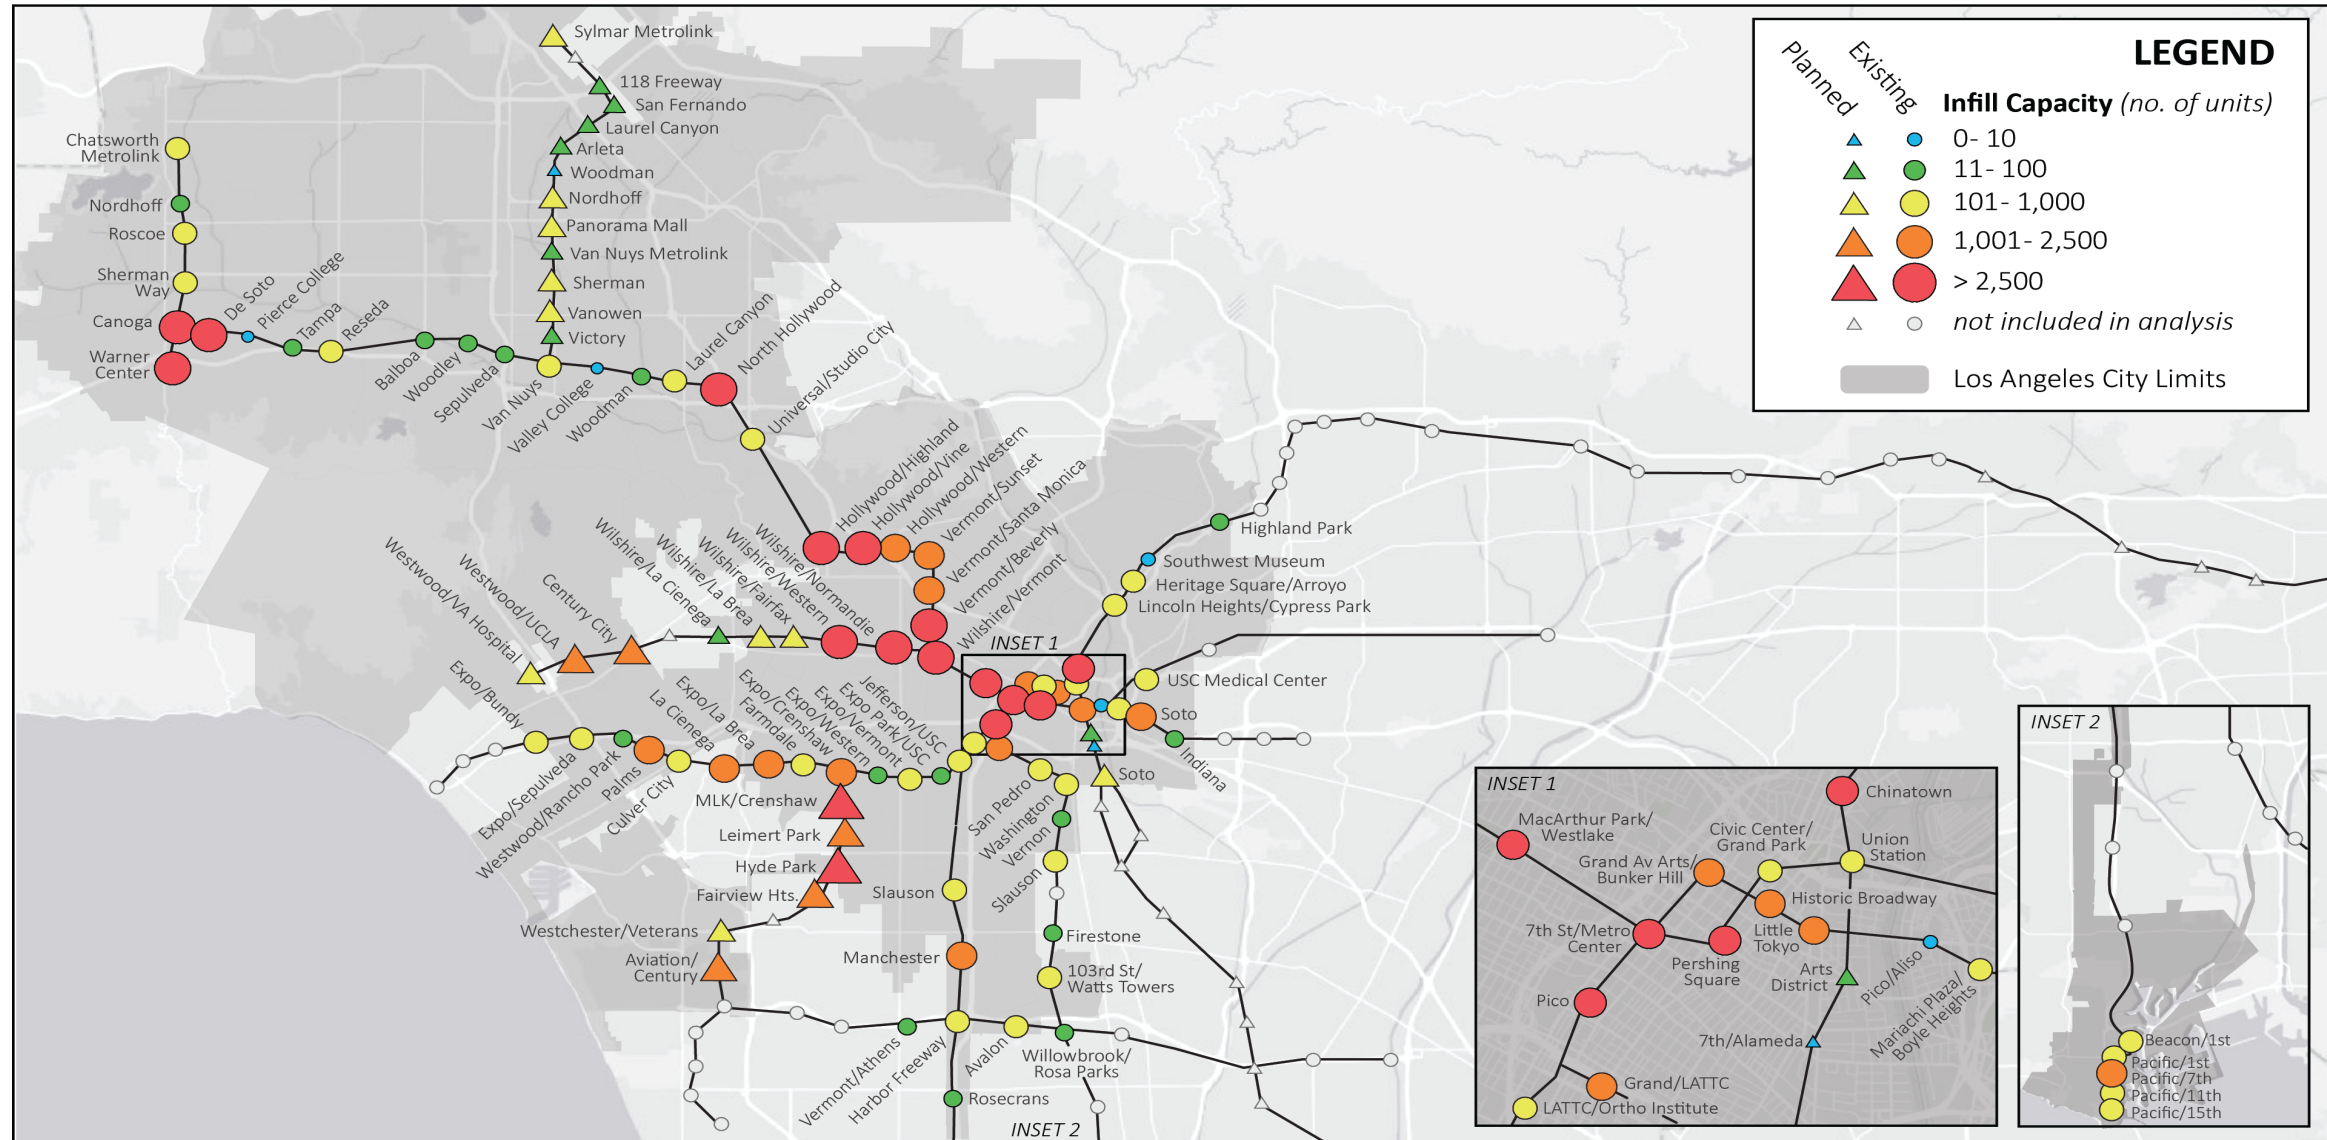 Sylmar Metrolink
118 Freeway
San Fernando
Laurel Canyon
Arleta
Woodman
Nordhoff
Panorama Mall
Van Nuys Metrolink
Sherman
Vanowen
Victory
Chatsworth
Metrolink
Nordhoff
Roscoe
Sherman
Way
Canoga
Warner
Center
De Soto
Pierce College
Tampa
Reseda
Balboa
Woodley
Sepulveda
Van Nuys
Valley College
Woodman
Laurel Canyon
North Hollywood
Universal/Studio City
Hollywood/Highland
Hollywood/Vine
Hollywood/Western
Vermont/Sunset
Vermont/Santa Monica
Vermont/Beverly
Wilshire/Vermont
Wilshire/Normandie
Wilshire/Western
Wilshire/Fairfax
Wilshire/La Brea
Wilshire/La Cienega
Century City
Westwood/UCLA
Westwood/VA Hospital
Highland Park
Southwest Museum
Heritage Square/Arroyo
Lincoln Heights/Cypress Park
INSET 1
USC Medical Center
Soto
Indiana
Soto
Expo/Bundy
Expo/Sepulveda
Westwood/Rancho Park
Palms
Culver City
La Cienega
Expo/La Brea
Farmdale
Expo/Crenshaw
Expo/Western
Expo/Vermont
Expo Park/USC
Jefferson/USC
MLK/Crenshaw
Leimert Park
Hyde Park
Fairview Hts.
Westchester/Veterans
Aviation/
Century
San Pedro
Washington
Vernon
Slauson
Slauson
Manchester
Firestone
103rd St/
Watts Towers
Vermont/Athens
Harbor Freeway
Avalon
Willowbrook/
Rosa Parks
Rosecrans
INSET 2
LEGEND
Planned
Existing
Infill Capacity (no. of units)
0- 10
11- 100
101- 1,000
1,001- 2,500
> 2,500
not included in analysis
Los Angeles City Limits
INSET 1
Chinatown
MacArthur Park/
Westlake
Civic Center/
Grand Park
Union
Station
Grand Av Arts/
Bunker Hill
Historic Broadway
7th St/Metro
Center
Little
Tokyo
Pershing
Square
Arts
District
Pico/Aliso
Mariachi Plaza/
Boyle Heights
Pico
7th/Alameda
Grand/LATTC
LATTC/Ortho Institute
INSET 2
Beacon/1st
Pacific/1st
Pacific/7th
Pacific/11th
Pacific/15th